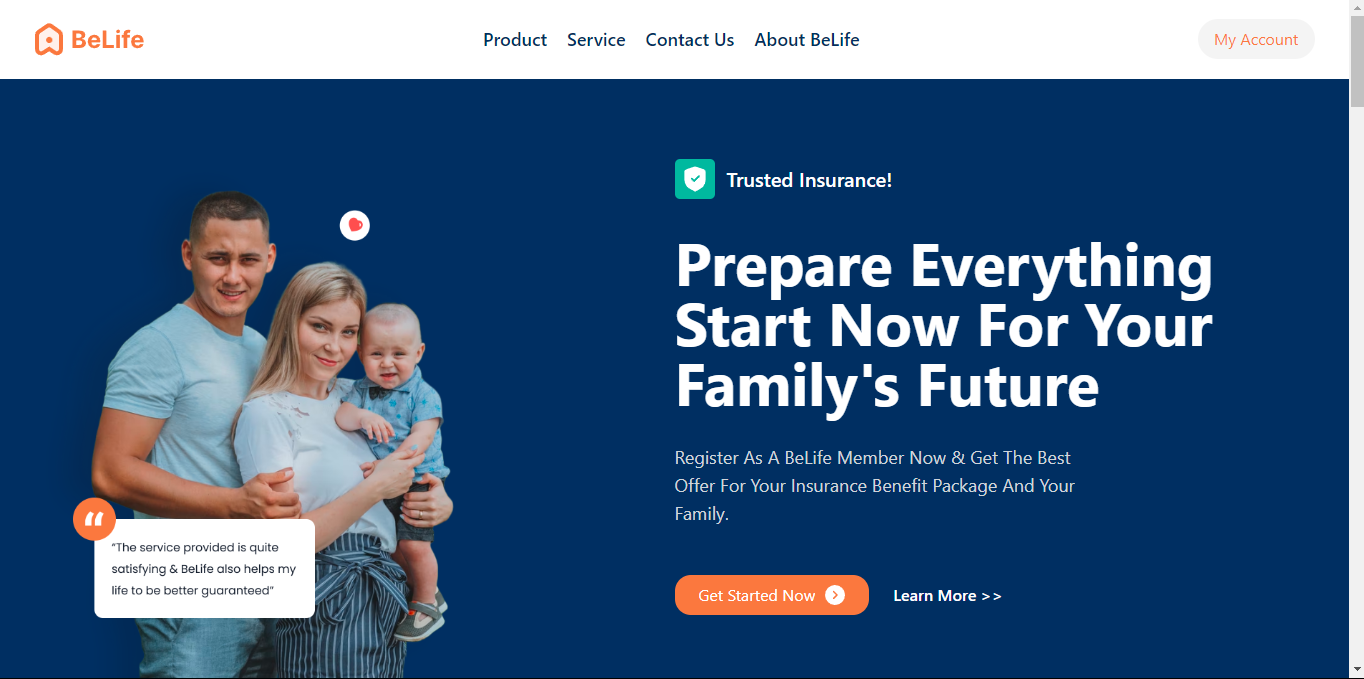 BeLife
Product Service Contact Us About BeLife
My Account
Trusted Insurance!
Prepare Everything
Start Now For Your
Family's Future
Register As A BeLife Member Now & Get The Best
Offer For Your Insurance Benefit Package And Your
Family.
Get Started Now
Learn More >>
“The service provided is quite
satisfying & BeLife also helps my
life to be better guaranteed”